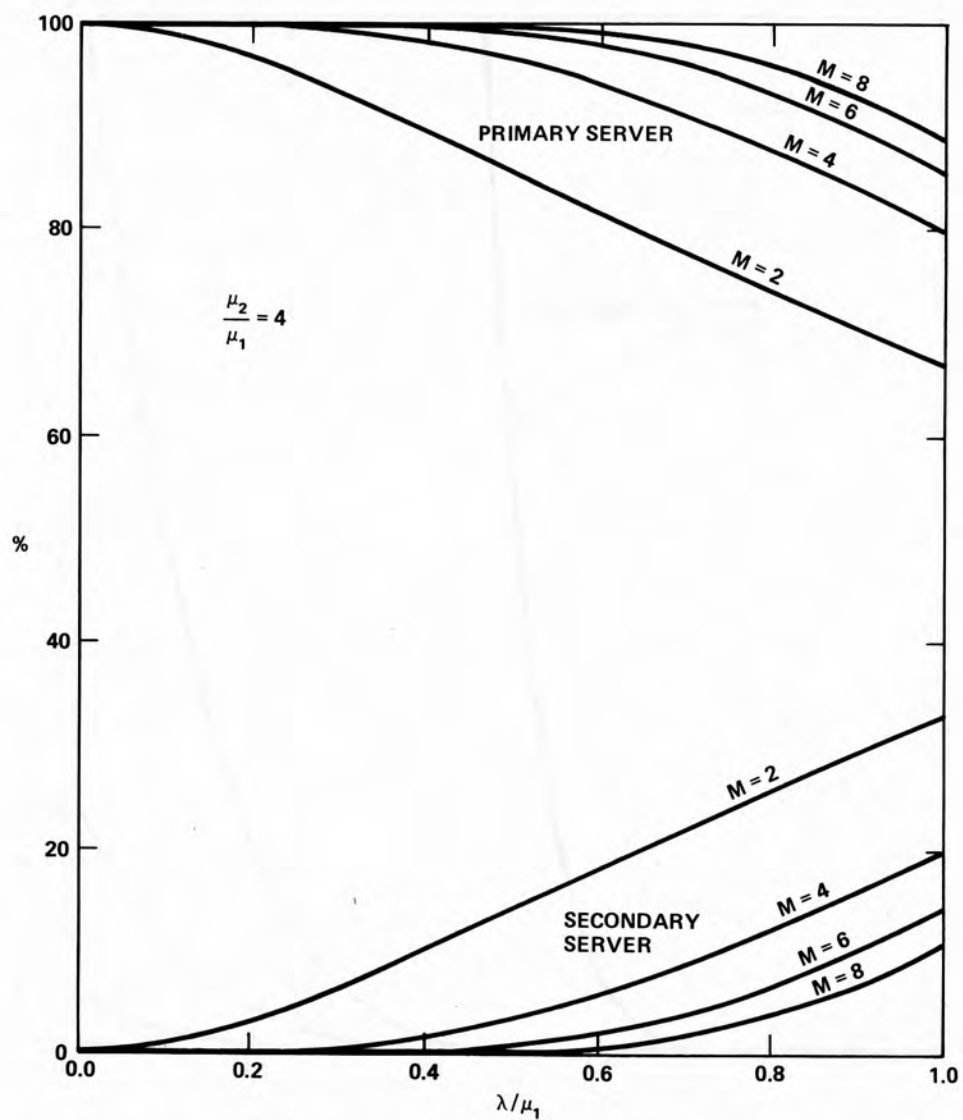 100
M = 8
M = 6
PRIMARY SERVER
M = 4
80
M = 2
μ2
μ1
= 4
60
%
40
M = 2
20
M = 4
SECONDARY
SERVER
M = 6
M = 8
0
0.0
0.2
0.4
0.6
0.8
1.0
λ/μ1